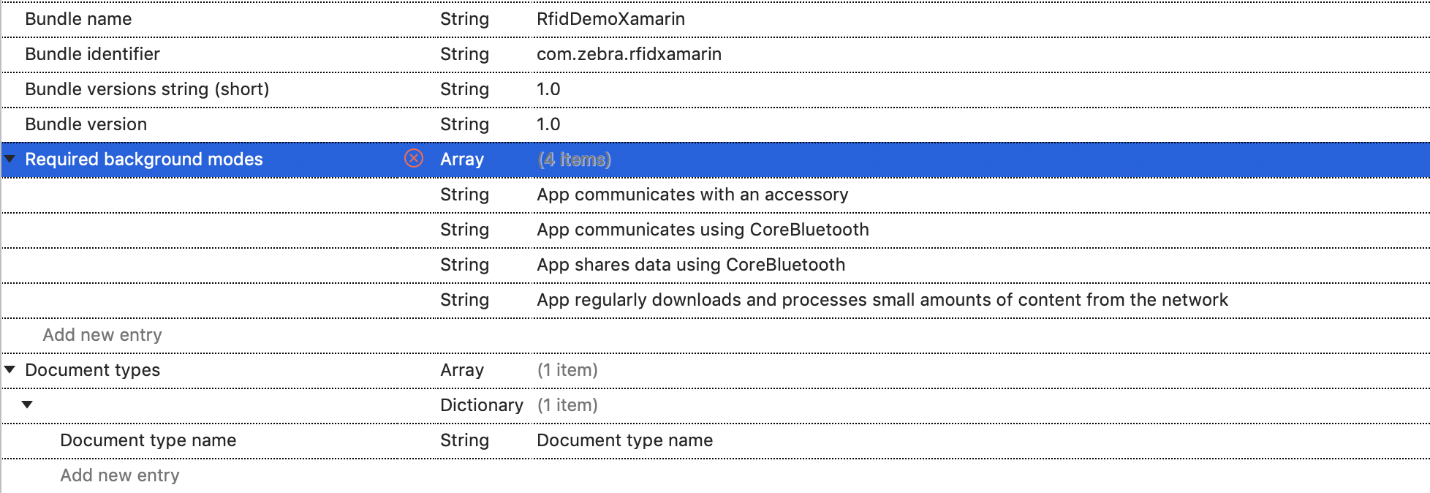 Bundle name String RfidDemoXamarin
Bundle identifier String com.zebra.rfidxamarin
Bundle versions string (short) String 1.0
Bundle version String 1.0
Required background modes Array (4 items)
String App communicates with an accessory
String App communicates using CoreBluetooth
String App shares data using CoreBluetooth
String App regularly downloads and processes small amounts of content from the network
Add new entry
Document types Array (1 item)
Dictionary (1 item)
Document type name String Document type name
Add new entry